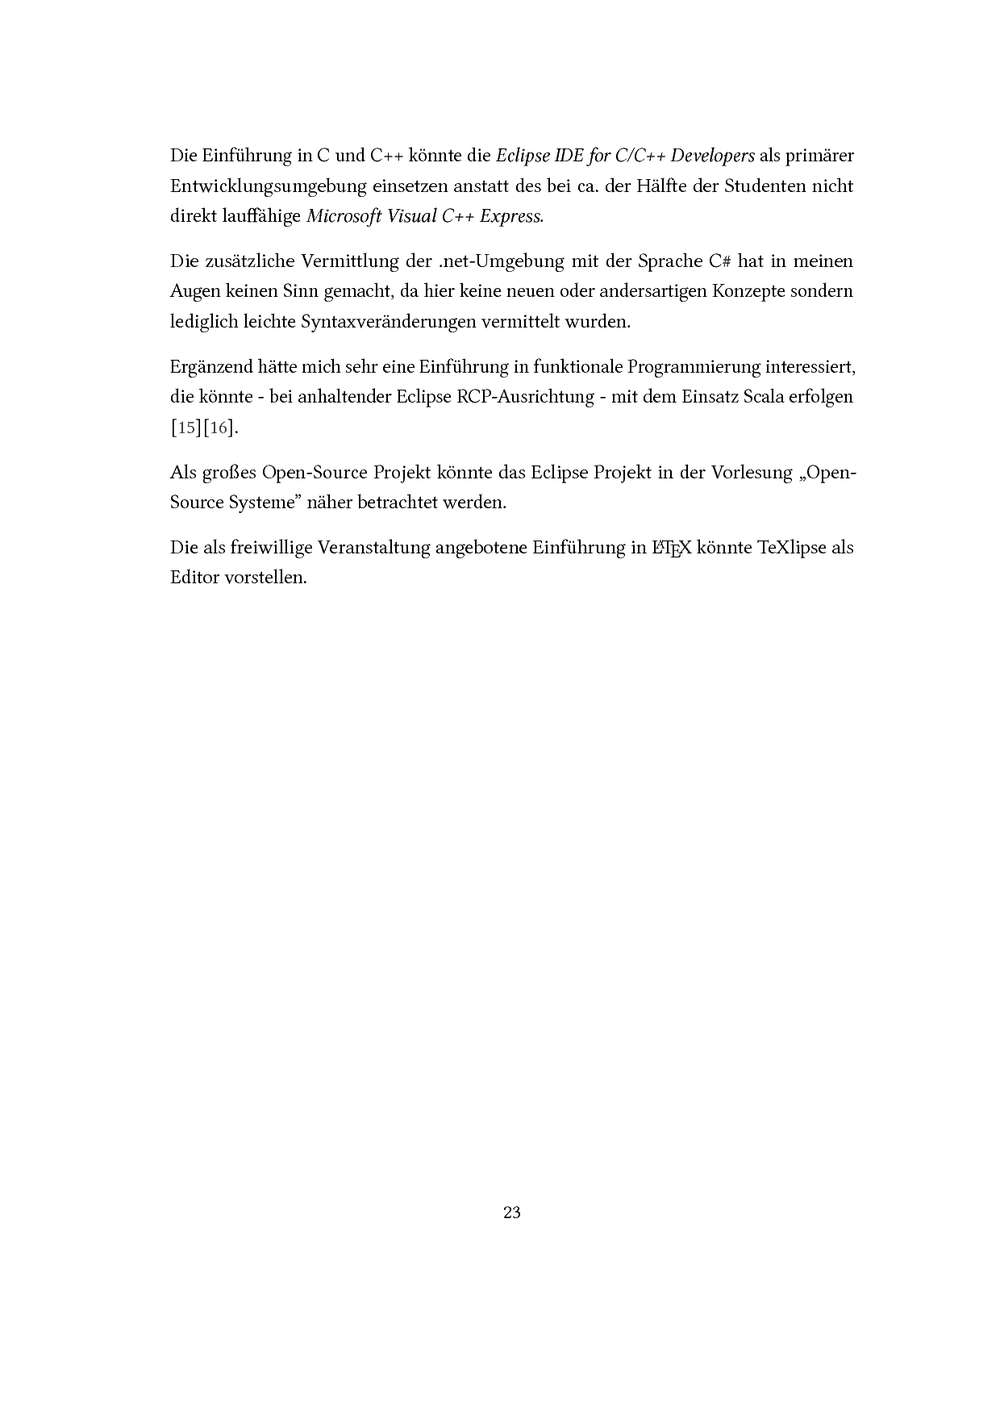 Die Einführung in C und C++ könnte die Eclipse IDE for C/C++ Developers als primärer
Entwicklungsumgebung einsetzen anstatt des bei ca. der Hälfte der Studenten nicht
direkt lauffähige Microsoft Visual C++ Express.
Die zusätzliche Vermittlung der .net-Umgebung mit der Sprache C# hat in meinen
Augen keinen Sinn gemacht, da hier keine neuen oder andersartigen Konzepte sondern
lediglich leichte Syntaxveränderungen vermittelt wurden.
Ergänzend hätte mich sehr eine Einführung in funktionale Programmierung interessiert,
die könnte - bei anhaltender Eclipse RCP-Ausrichtung - mit dem Einsatz Scala erfolgen
[15][16].
Als großes Open-Source Projekt könnte das Eclipse Projekt in der Vorlesung „Open-
Source Systeme” näher betrachtet werden.
Die als freiwillige Veranstaltung angebotene Einführung in LATEX könnte TeXlipse als
Editor vorstellen.
23